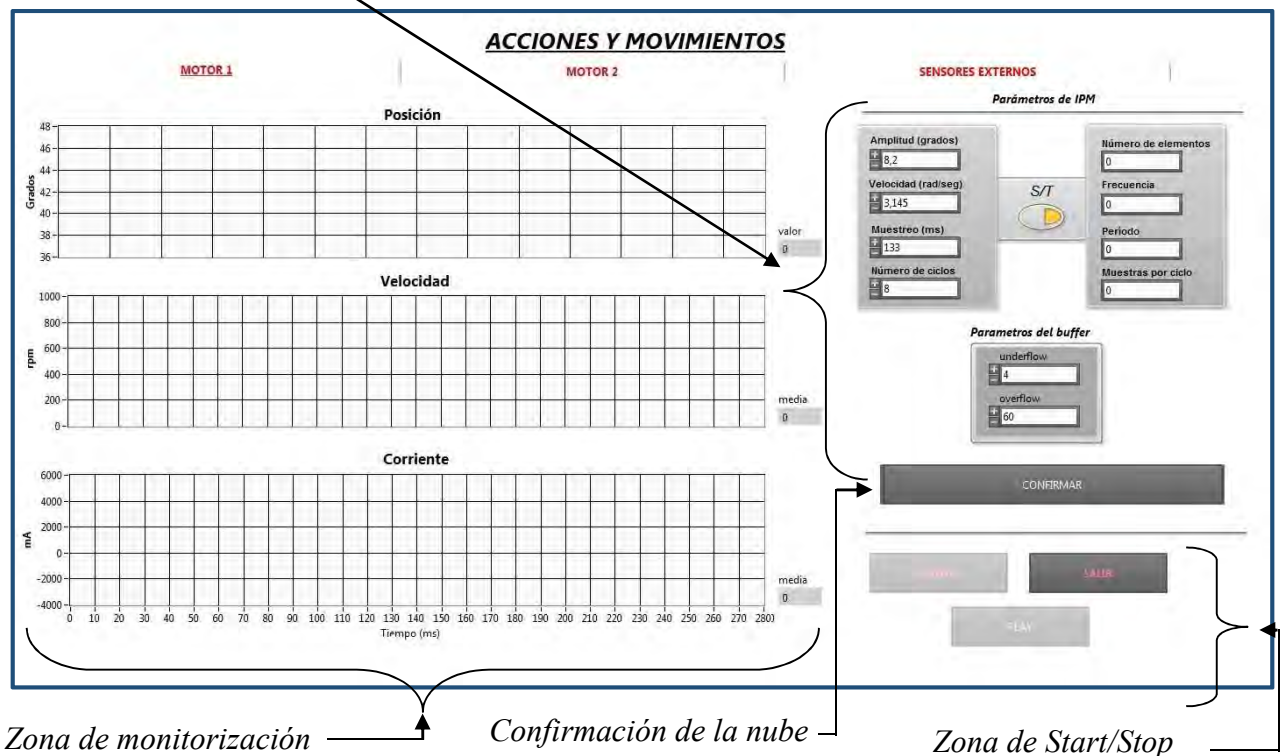 ACCIONES Y MOVIMIENTOS
MOTOR 1
MOTOR 2
SENSORES EXTERNOS
Posición
48
46
44
42
40
38
36
Grados
valor
0
Velocidad
1000
800
600
400
200
0
rpm
media
0
Corriente
6000
4000
2000
0
-2000
-4000
mA
media
0
0 10 20 30 40 50 60 70 80 90 100 110 120 130 140 150 160 170 180 190 200 210 220 230 240 250 260 270 280
Tiempo (ms)
Parámetros de IPM
Amplitud (grados)
8,2
Velocidad (rad/seg)
3,145
Muestreo (ms)
133
Número de ciclos
8
S/T
Número de elementos
0
Frecuencia
0
Periodo
0
Muestras por ciclo
0
Parametros del buffer
underflow
4
overflow
60
CONFIRMAR
SALIR
PLAY
Zona de monitorización
Confirmación de la nube
Zona de Start/Stop